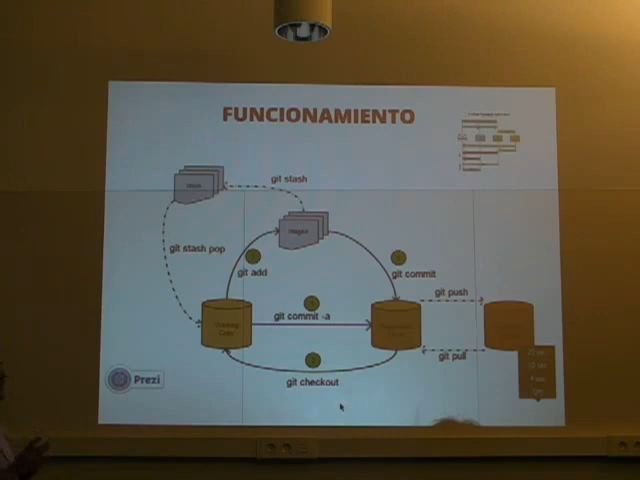 FUNCIONAMIENTO
git stash
git stash pop
git add
git commit
git push
git commit -a
git pull
git checkout
Prezi